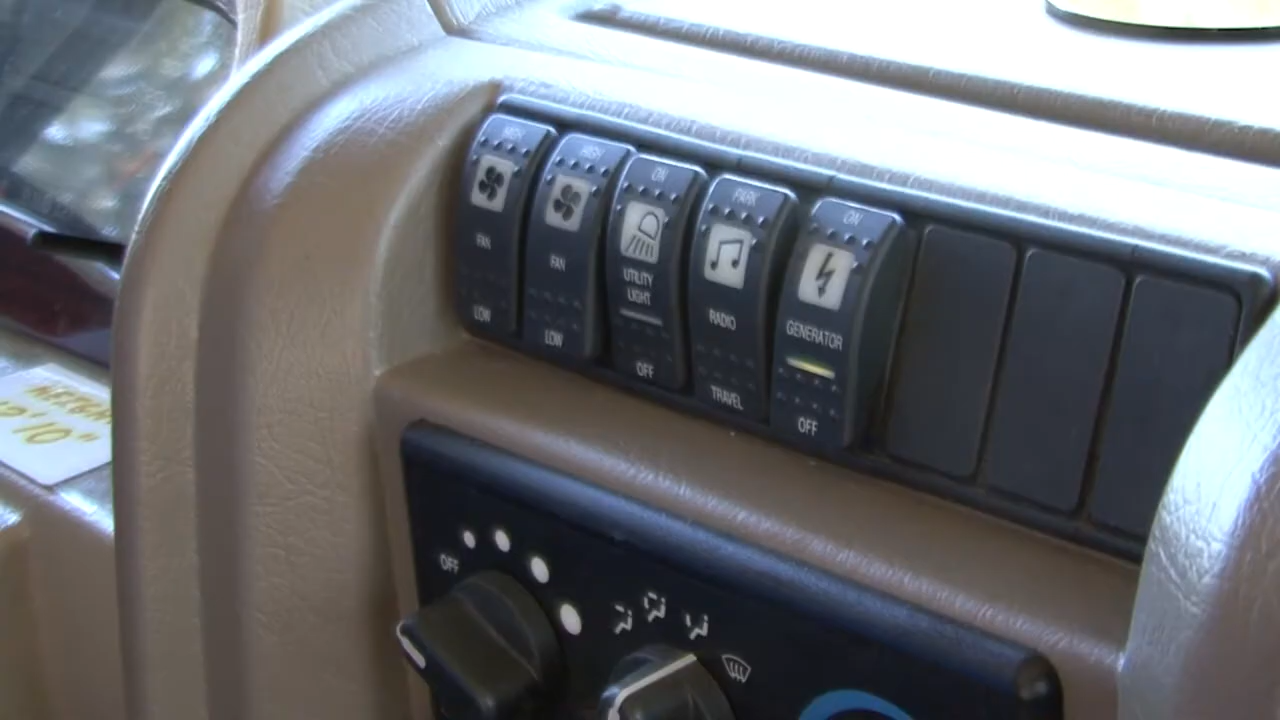 HIGH
FAN
LOW
HIGH
FAN
LOW
ON
UTILITY
LIGHT
OFF
PARK
RADIO
TRAVEL
ON
GENERATOR
OFF
12'10"
OFF